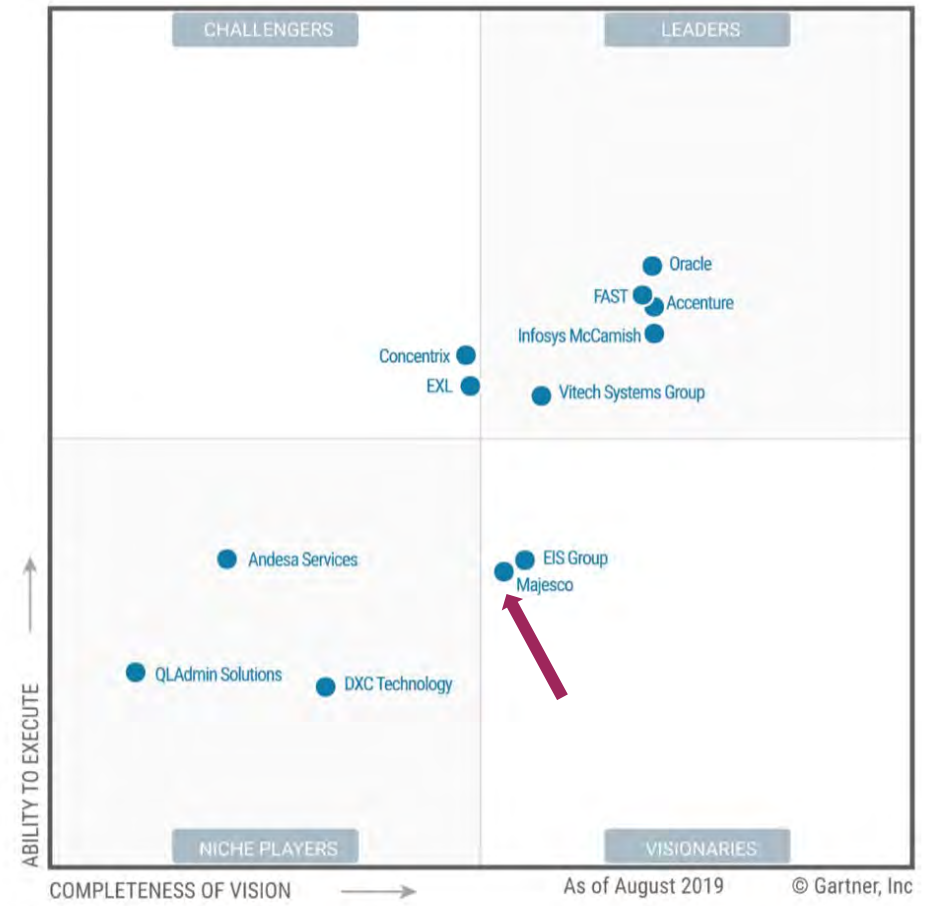 CHALLENGERS
LEADERS
Oracle
FAST
Accenture
Infosys McCamish
Concentrix
EXL
Vitech Systems Group
Andesa Services
EIS Group
Majesco
QLAdmin Solutions
DXC Technology
ABILITY TO EXECUTE
NICHE PLAYERS
VISIONARIES
COMPLETENESS OF VISION
As of August 2019
© Gartner, Inc